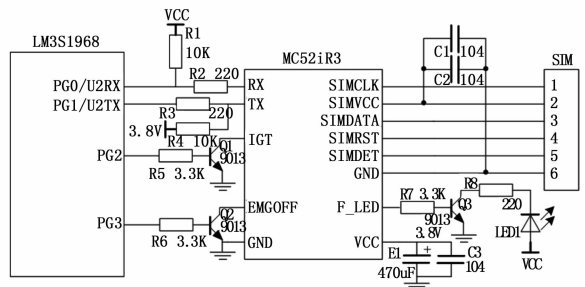 VCC
R1
10K
LM3S1968
MC52iR3
C1 104
C2 104
SIM
PG0/U2RX
R2 220
RX
SIMCLK
1
PG1/U2TX
R3 220
TX
SIMVCC
2
3.8V
R4 10K
SIMDATA
3
IGT
SIMRST
4
PG2
R5 3.3K
Q1
9013
SIMDET
5
GND
6
R7 3.3K
R8
220
PG3
R6 3.3K
Q2
9013
EMGOFF
F_LED
9013
Q3
LED1
GND
VCC
3.8V
VCC
E1
+
470uF
C3
104